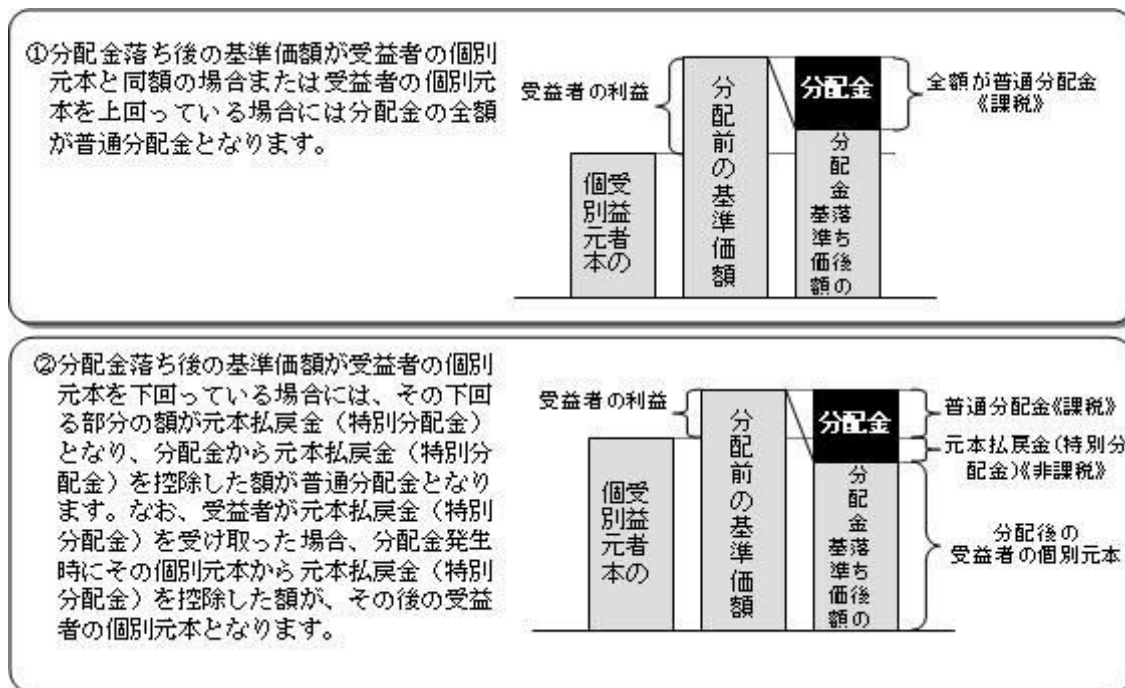 ①分配金落ち後の基準価額が受益者の個別
元本と同額の場合または受益者の個別元
本を上回っている場合には分配金の全額
が普通分配金となります。
受益者の利益
受益者の
個別元本
分配前の基準価額
分配金
分配金落ち後の
基準価額
全額が普通分配金
《課税》
②分配金落ち後の基準価額が受益者の個別
元本を下回っている場合には、その下回
る部分の額が元本払戻金（特別分配金）
となり、分配金から元本払戻金（特別分
配金）を控除した額が普通分配金となり
ます。なお、受益者が元本払戻金（特別
分配金）を受け取った場合、分配金発生
時にその個別元本から元本払戻金（特別
分配金）を控除した額が、その後の受益
者の個別元本となります。
受益者の利益
受益者の
個別元本
分配前の基準価額
分配金
分配金落ち後の
基準価額
普通分配金《課税》
元本払戻金(特別分
配金)《非課税》
分配後の
受益者の個別元本